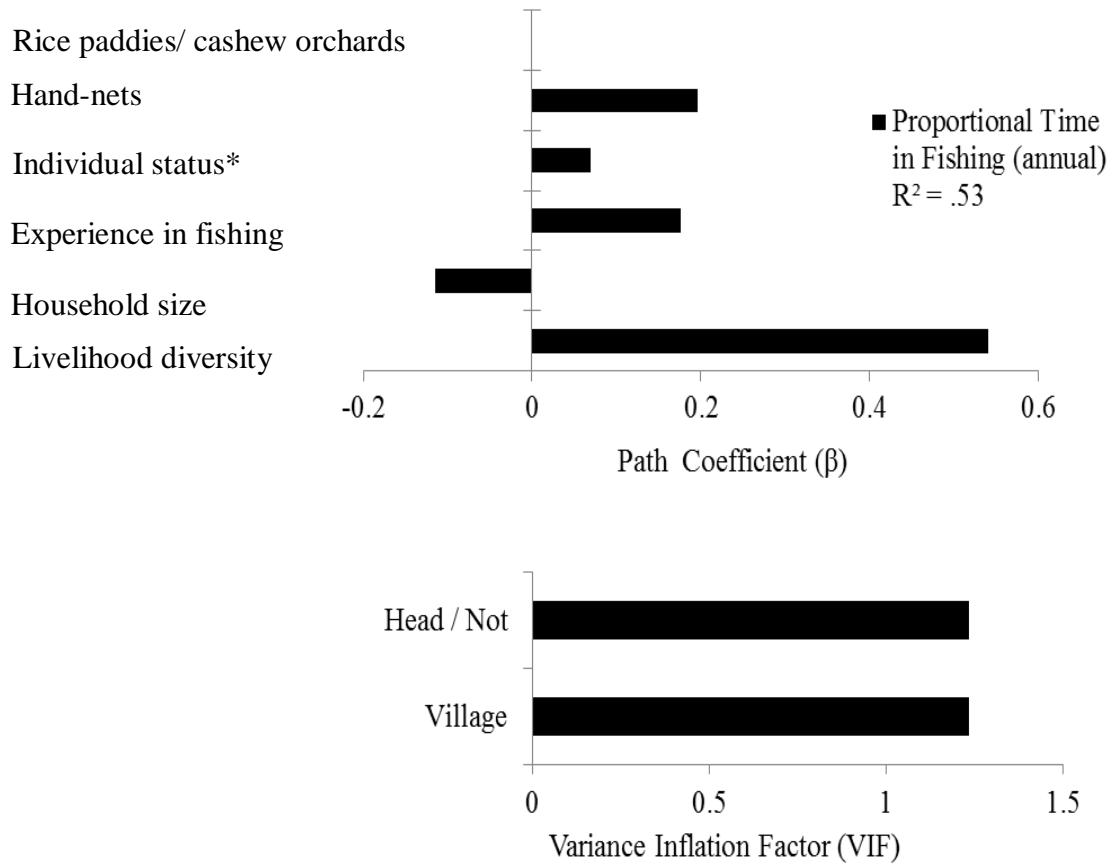 Rice paddies/ cashew orchards
Hand-nets
Individual status*
Experience in fishing
Household size
Livelihood diversity
Proportional Time
in Fishing (annual)
R² = .53
-0.2 0 0.2 0.4 0.6
Path Coefficient (β)
Head / Not
Village
0 0.5 1 1.5
Variance Inflation Factor (VIF)